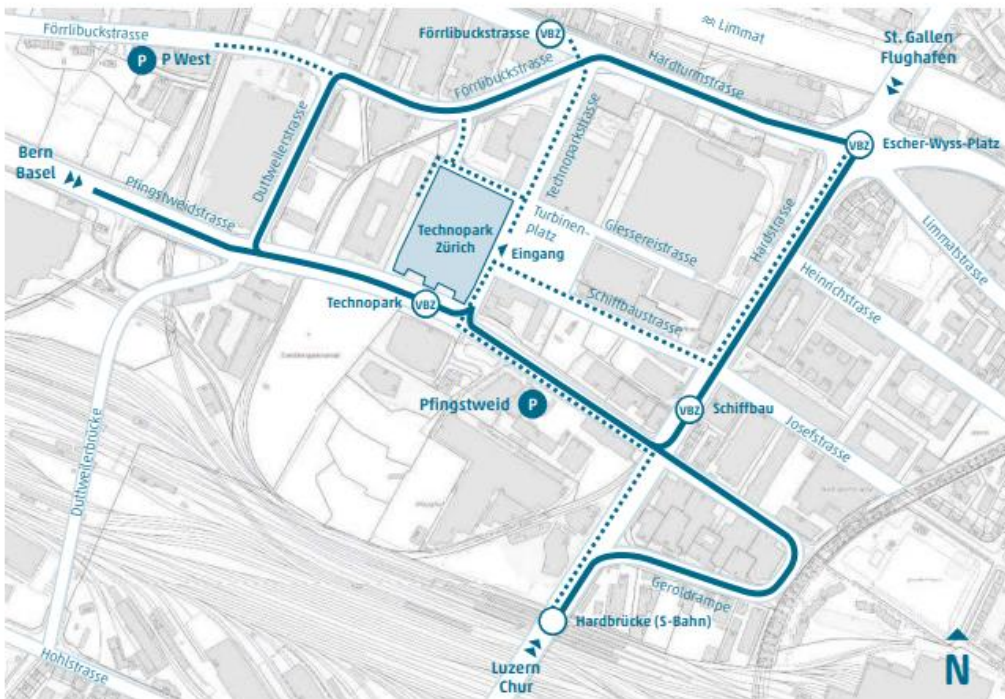 Förrlibuckstrasse
P
P West
Förrlibuckstrasse
VBZ
Limmat
St. Gallen
Flughafen
Förrlibuckstrasse
Hardturmstrasse
VBZ
Escher-Wyss-Platz
Bern
Basel
Pfingstweidstrasse
Duttweilerstrasse
Technoparkstrasse
Technopark
Zürich
Turbinen-
platz
Eingang
Giessereistrasse
Hardstrasse
Limmatstrasse
Heinrichstrasse
Technopark
VBZ
Schiffbaustrasse
Pfingstweid
P
VBZ
Schiffbau
Josefstrasse
Duttweilerbrücke
Geroldrampe
Hardbrücke (S-Bahn)
Hohlstrasse
Luzern
Chur
N